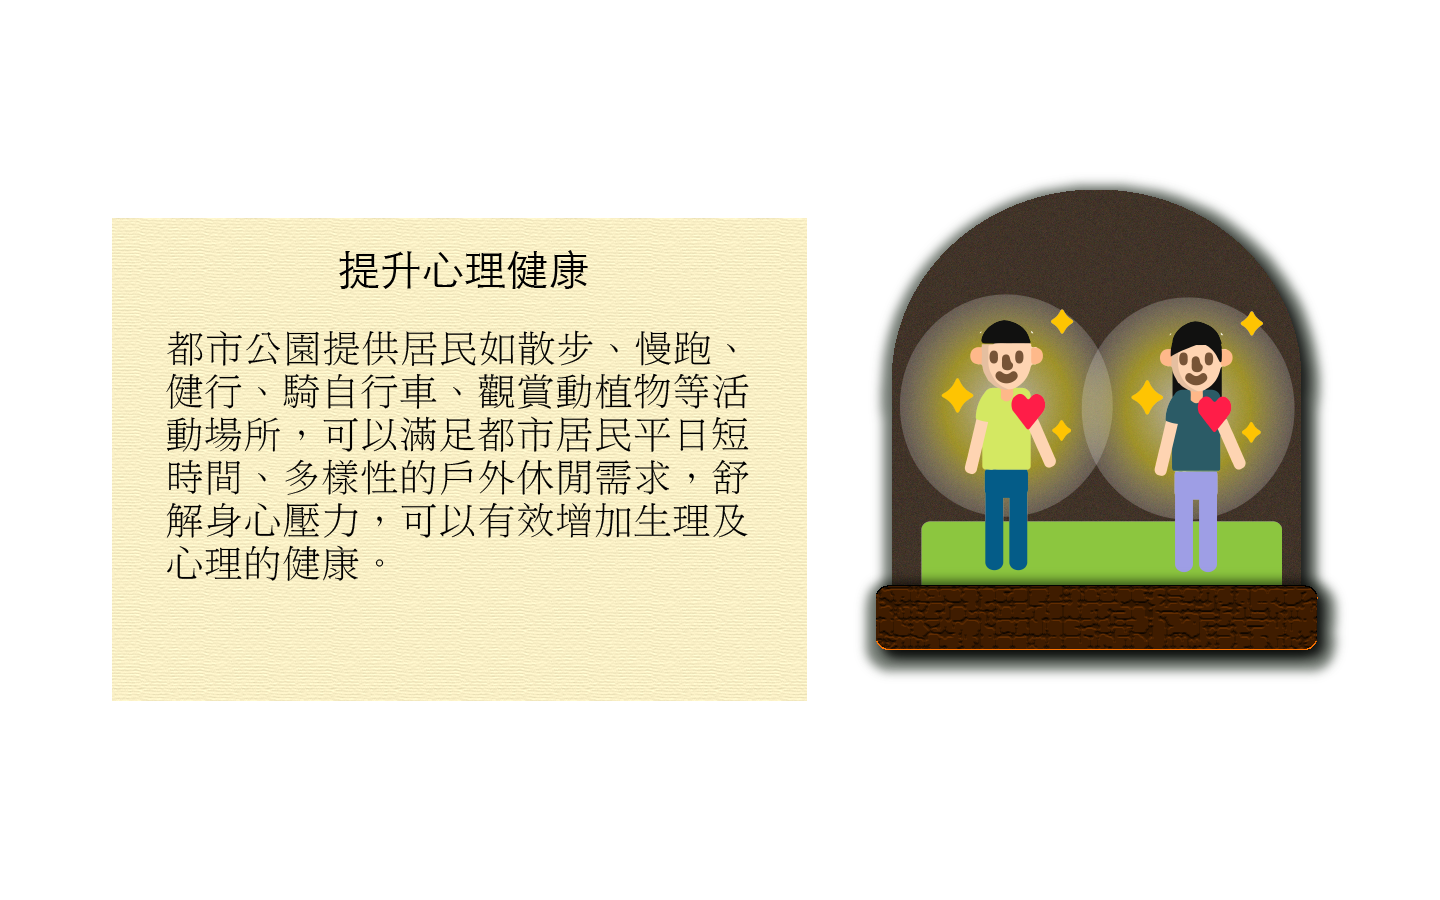 提升心理健康
都市公園提供居民如散步、慢跑、
健行、騎自行車、觀賞動植物等活
動場所，可以滿足都市居民平日短
時間、多樣性的戶外休閒需求，舒
解身心壓力，可以有效增加生理及
心理的健康。